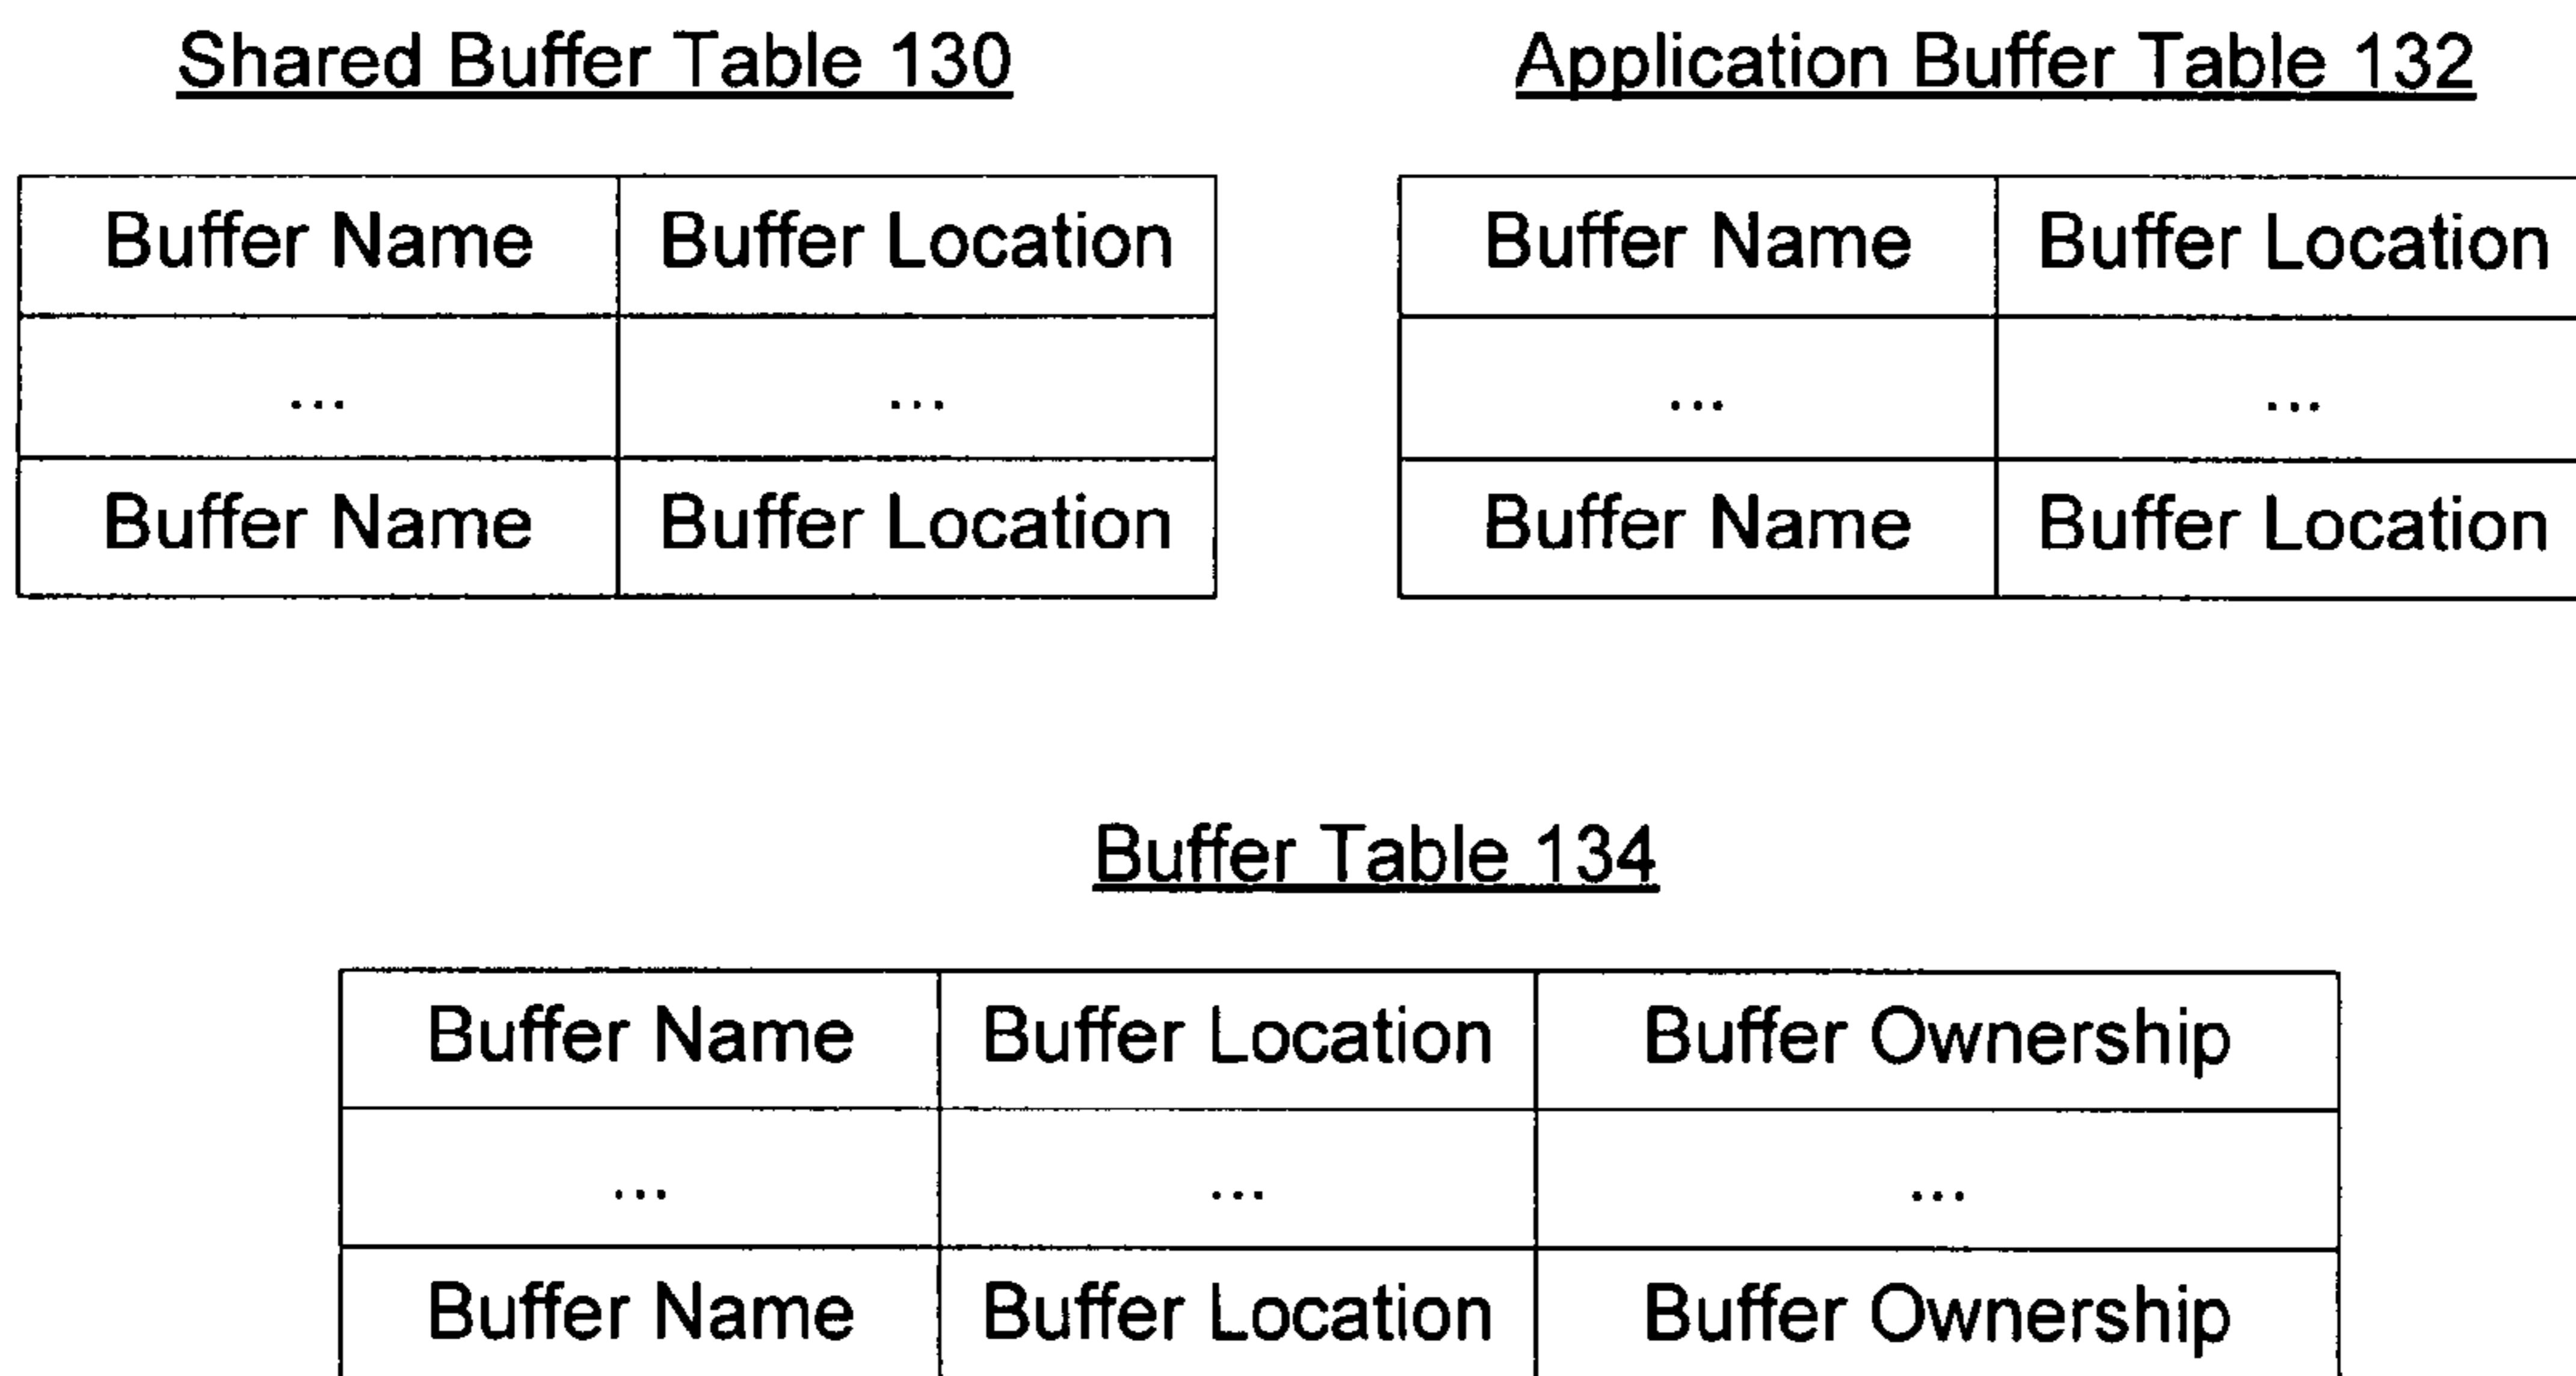 Shared Buffer Table 130
Buffer Name Buffer Location
... ...
Buffer Name Buffer Location
Application Buffer Table 132
Buffer Name Buffer Location
... ...
Buffer Name Buffer Location
Buffer Table 134
Buffer Name Buffer Location Buffer Ownership
... ... ...
Buffer Name Buffer Location Buffer Ownership